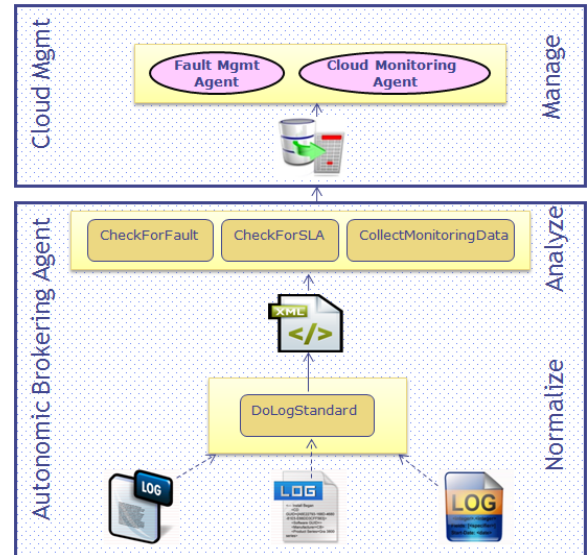 Cloud Mgmt
Fault Mgmt
Agent
Cloud Monitoring
Agent
Manage
Autonomic Brokering Agent
CheckForFault
CheckForSLA
CollectMonitoringData
Analyze
XML
</>
DoLogStandard
Normalize
LOG
LOG
LOG